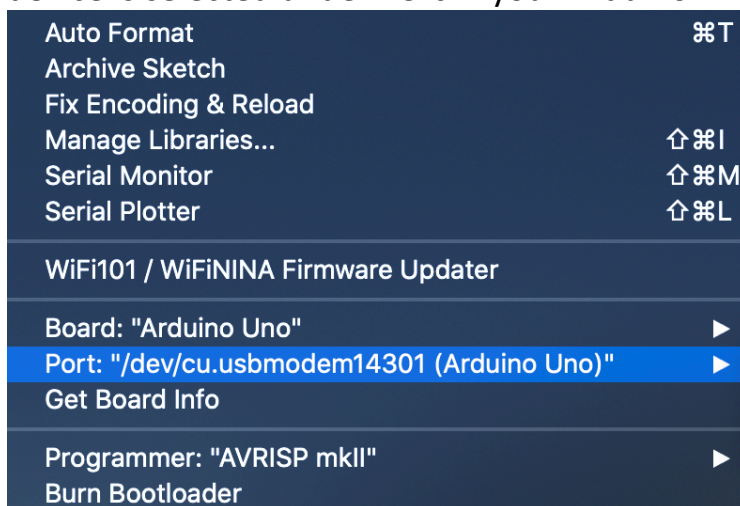 Auto Format ⌘T
Archive Sketch
Fix Encoding & Reload
Manage Libraries... ⇧⌘I
Serial Monitor ⇧⌘M
Serial Plotter ⇧⌘L
WiFi101 / WiFiNINA Firmware Updater
Board: "Arduino Uno" ▶
Port: "/dev/cu.usbmodem14301 (Arduino Uno)" ▶
Get Board Info
Programmer: "AVRISP mkII" ▶
Burn Bootloader